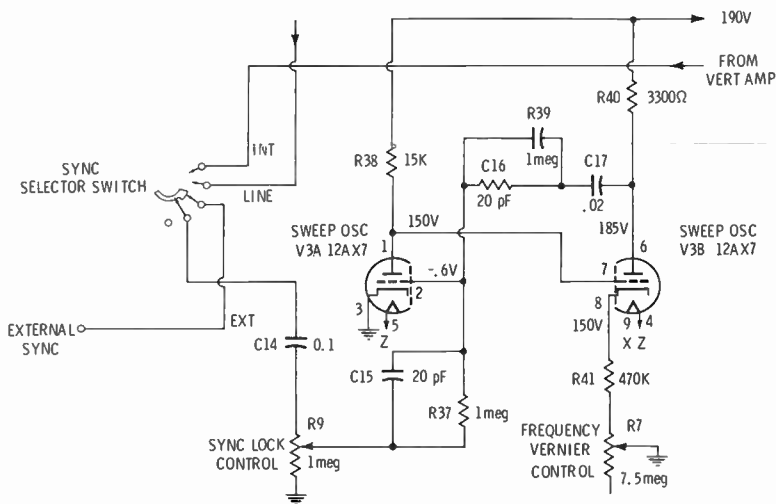 190V
FROM
VERT AMP
R40
3300Ω
R39
1meg
INT
SYNC
SELECTOR SWITCH
R38
15K
C16
20 pF
C17
.02
LINE
SWEEP OSC
V3A 12AX7
150V
185V
SWEEP OSC
V3B 12AX7
1
-.6V
2
3
5
Z
6
7
8
150V
9
4
X Z
EXTERNAL
SYNC
EXT
C14
0.1
C15
20 pF
R41
470K
R9
SYNC LOCK
CONTROL
1meg
R37
1meg
FREQUENCY
VERNIER
CONTROL
R7
7.5meg